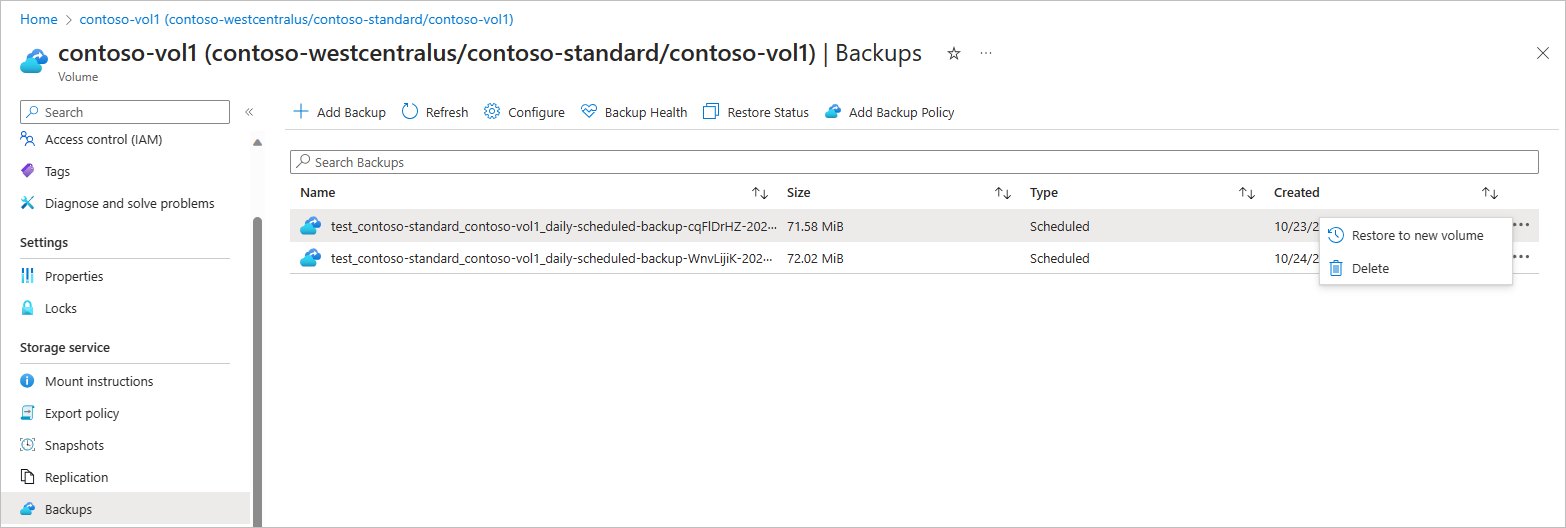 Home > contoso-vol1 (contoso-westcentralus/contoso-standard/contoso-vol1)
contoso-vol1 (contoso-westcentralus/contoso-standard/contoso-vol1) | Backups
Volume
Search
Add Backup Refresh Configure Backup Health Restore Status Add Backup Policy
Access control (IAM)
Tags
Diagnose and solve problems
Settings
Properties
Locks
Storage service
Mount instructions
Export policy
Snapshots
Replication
Backups
Search Backups
Name Size Type Created
test_contoso-standard_contoso-vol1_daily-scheduled-backup-cqFlDrHZ-202... 71.58 MiB Scheduled 10/23/2
test_contoso-standard_contoso-vol1_daily-scheduled-backup-WnvLijiK-202... 72.02 MiB Scheduled 10/24/2
Restore to new volume
Delete